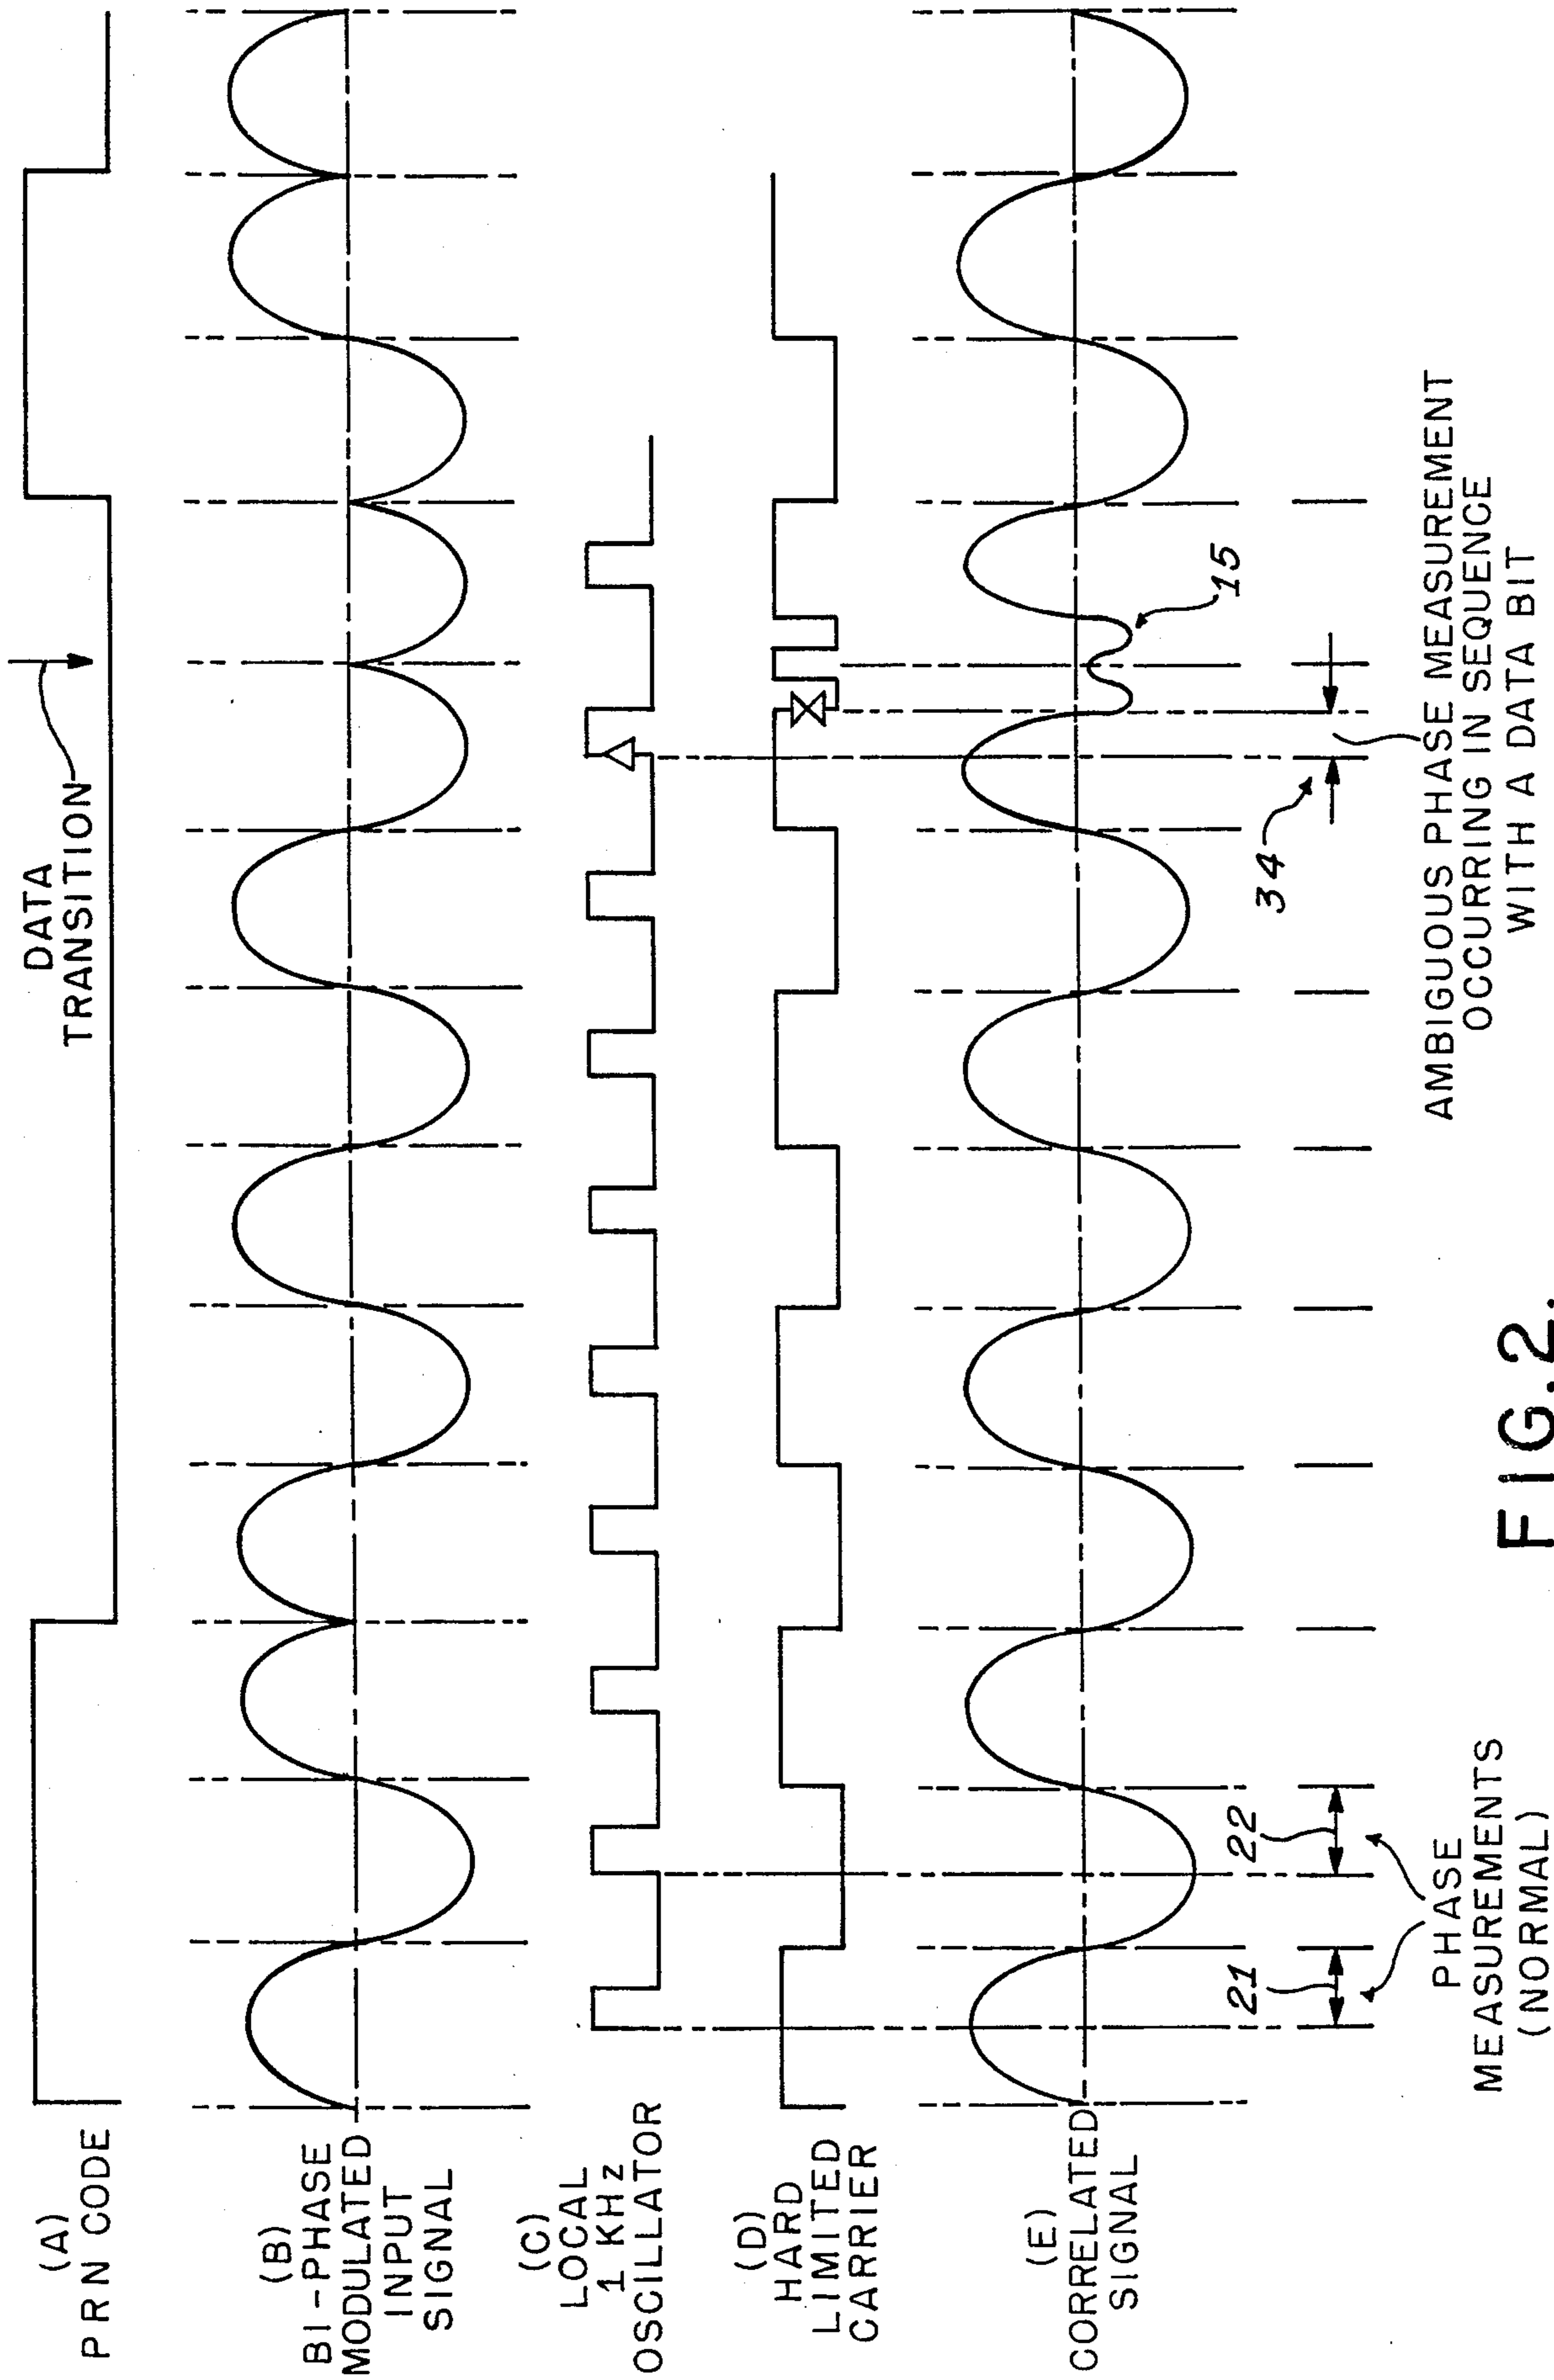 DATA
TRANSITION
(A)
PRN CODE
(B)
BI-PHASE
MODULATED
INPUT
SIGNAL
(C)
LOCAL
1 KHz
OSCILLATOR
(D)
HARD
LIMITED
CARRIER
(E)
CORRELATED
SIGNAL
15
34
21
22
PHASE
MEASUREMENTS
(NORMAL)
AMBIGUOUS PHASE MEASUREMENT
OCCURRING IN SEQUENCE
WITH A DATA BIT
FIG.2.